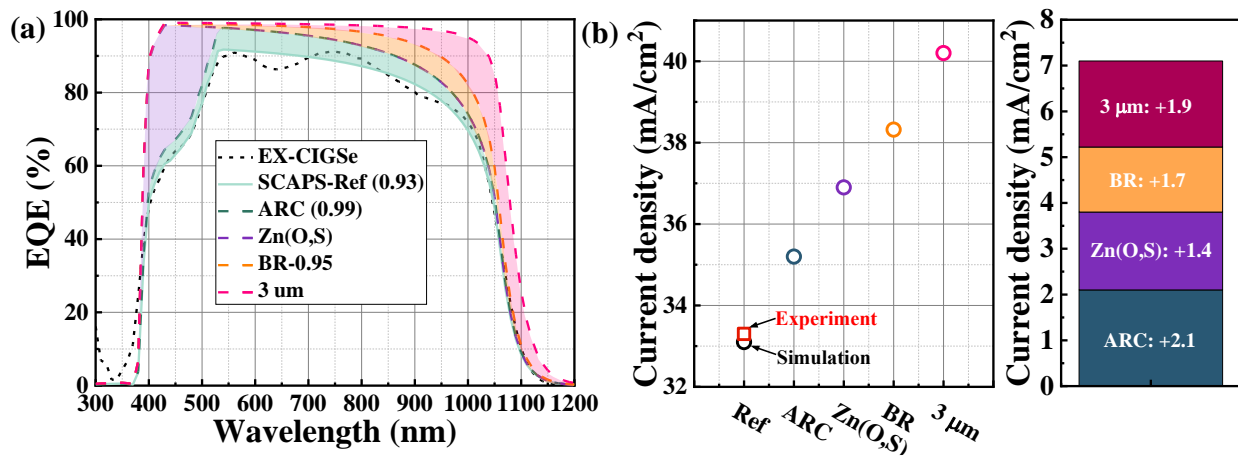 (a)
EQE (%)
100
80
60
40
20
0
300 400 500 600 700 800 900 1000 1100 1200
Wavelength (nm)
EX-CIGSe
SCAPS-Ref (0.93)
ARC (0.99)
Zn(O,S)
BR-0.95
3 um
(b)
Current density (mA/cm²)
40
38
36
34
32
Experiment
Simulation
Ref
ARC
Zn(O,S)
BR
3 μm
Current density (mA/cm²)
8
7
6
5
4
3
2
1
0
3 μm: +1.9
BR: +1.7
Zn(O,S): +1.4
ARC: +2.1